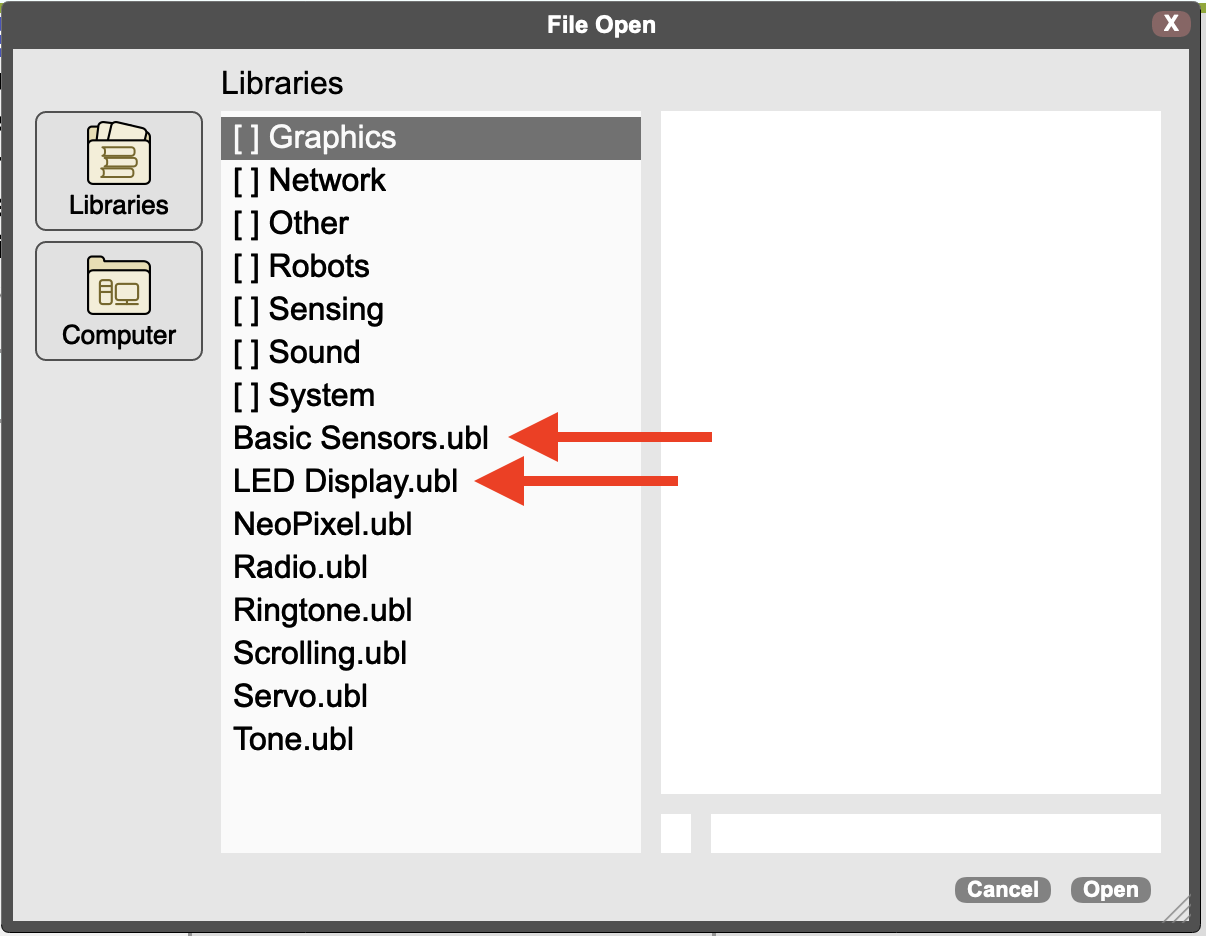 File Open
X
Libraries
Libraries
Computer
[ ] Graphics
[ ] Network
[ ] Other
[ ] Robots
[ ] Sensing
[ ] Sound
[ ] System
Basic Sensors.ubl
LED Display.ubl
NeoPixel.ubl
Radio.ubl
Ringtone.ubl
Scrolling.ubl
Servo.ubl
Tone.ubl
Cancel
Open